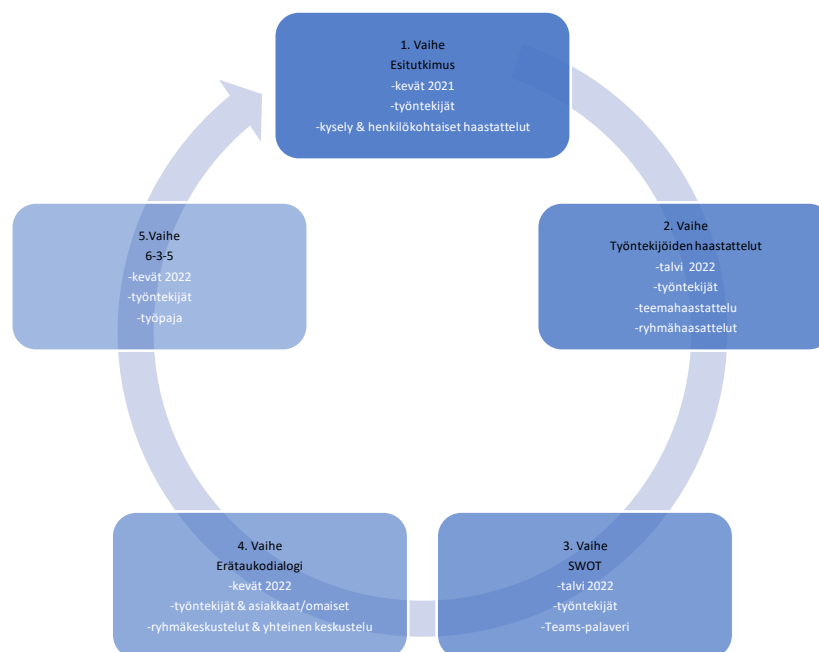 1. Vaihe
Esitutkimus
-kevät 2021
-työntekijät
-kysely & henkilökohtaiset haastattelut
2. Vaihe
Työntekijöiden haastattelut
-talvi 2022
-työntekijät
-teemahaastattelu
-ryhmähaasattelut
3. Vaihe
SWOT
-talvi 2022
-työntekijät
-Teams-palaveri
4. Vaihe
Erätaukodialogi
-kevät 2022
-työntekijät & asiakkaat/omaiset
-ryhmäkeskustelut & yhteinen keskustelu
5.Vaihe
6-3-5
-kevät 2022
-työntekijät
-työpaja